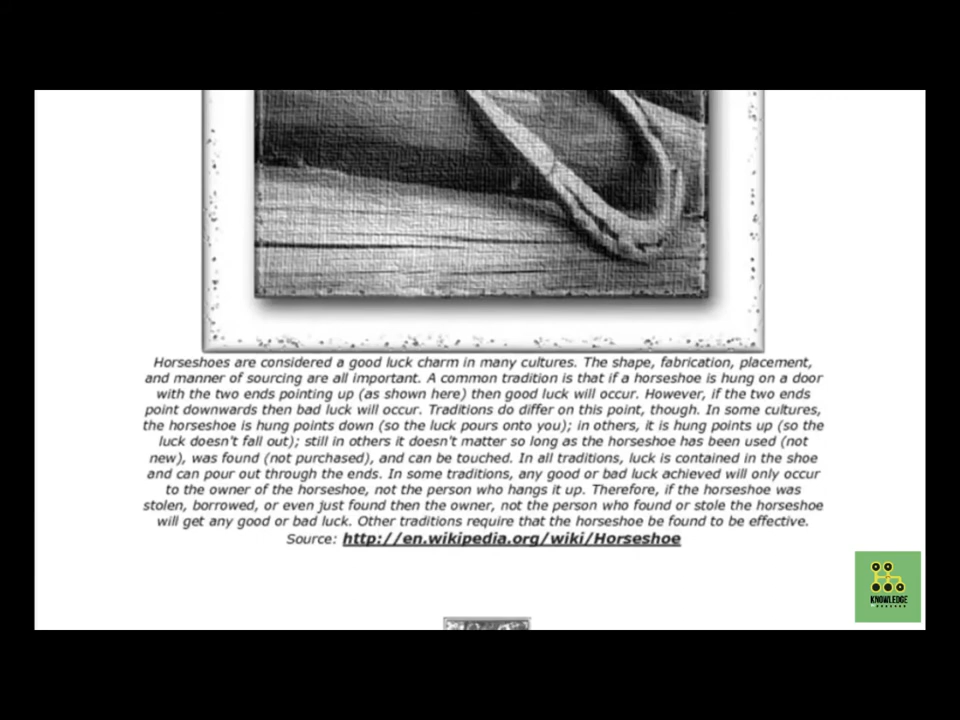 Horseshoes are considered a good luck charm in many cultures. The shape, fabrication, placement,
and manner of sourcing are all important. A common tradition is that if a horseshoe is hung on a door
with the two ends pointing up (as shown here) then good luck will occur. However, if the two ends
point downwards then bad luck will occur. Traditions do differ on this point, though. In some cultures,
the horseshoe is hung points down (so the luck pours onto you); in others, it is hung points up (so the
luck doesn't fall out); still in others it doesn't matter so long as the horseshoe has been used (not
new), was found (not purchased), and can be touched. In all traditions, luck is contained in the shoe
and can pour out through the ends. In some traditions, any good or bad luck achieved will only occur
to the owner of the horseshoe, not the person who hangs it up. Therefore, if the horseshoe was
stolen, borrowed, or even just found then the owner, not the person who found or stole the horseshoe
will get any good or bad luck. Other traditions require that the horseshoe be found to be effective.
Source: http://en.wikipedia.org/wiki/Horseshoe
KNOWLEDGE